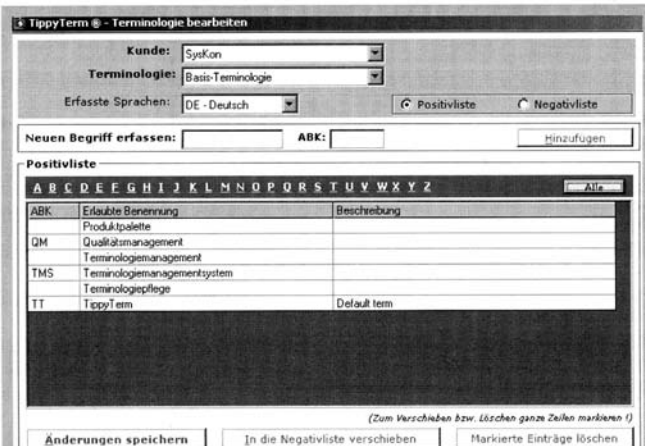 TippyTerm ® - Terminologie bearbeiten
Kunde: SysKon
Terminologie: Basis-Terminologie
Erfasste Sprachen: DE - Deutsch Positivliste Negativliste
Neuen Begriff erfassen: ABK: Hinzufügen
Positivliste
A B C D E F G H I J K L M N O P Q R S T U V W X Y Z Alle
ABK Erlaubte Benennung Beschreibung
Produktpalette
QM Qualitätsmanagement
Terminologiemanagement
TMS Terminologiemanagementsystem
Terminologiepflege
TT TippyTerm Default term
(Zum Verschieben bzw. Löschen ganze Zeilen markieren !)
Änderungen speichern In die Negativliste verschieben Markierte Einträge löschen